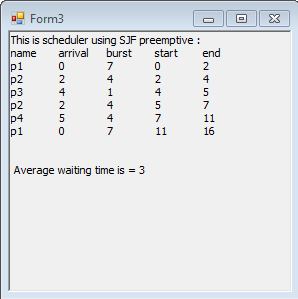 Form3
This is scheduler using SJF preemptive :
name arrival burst start end
p1 0 7 0 2
p2 2 4 2 4
p3 4 1 4 5
p2 2 4 5 7
p4 5 4 7 11
p1 0 7 11 16
Average waiting time is = 3